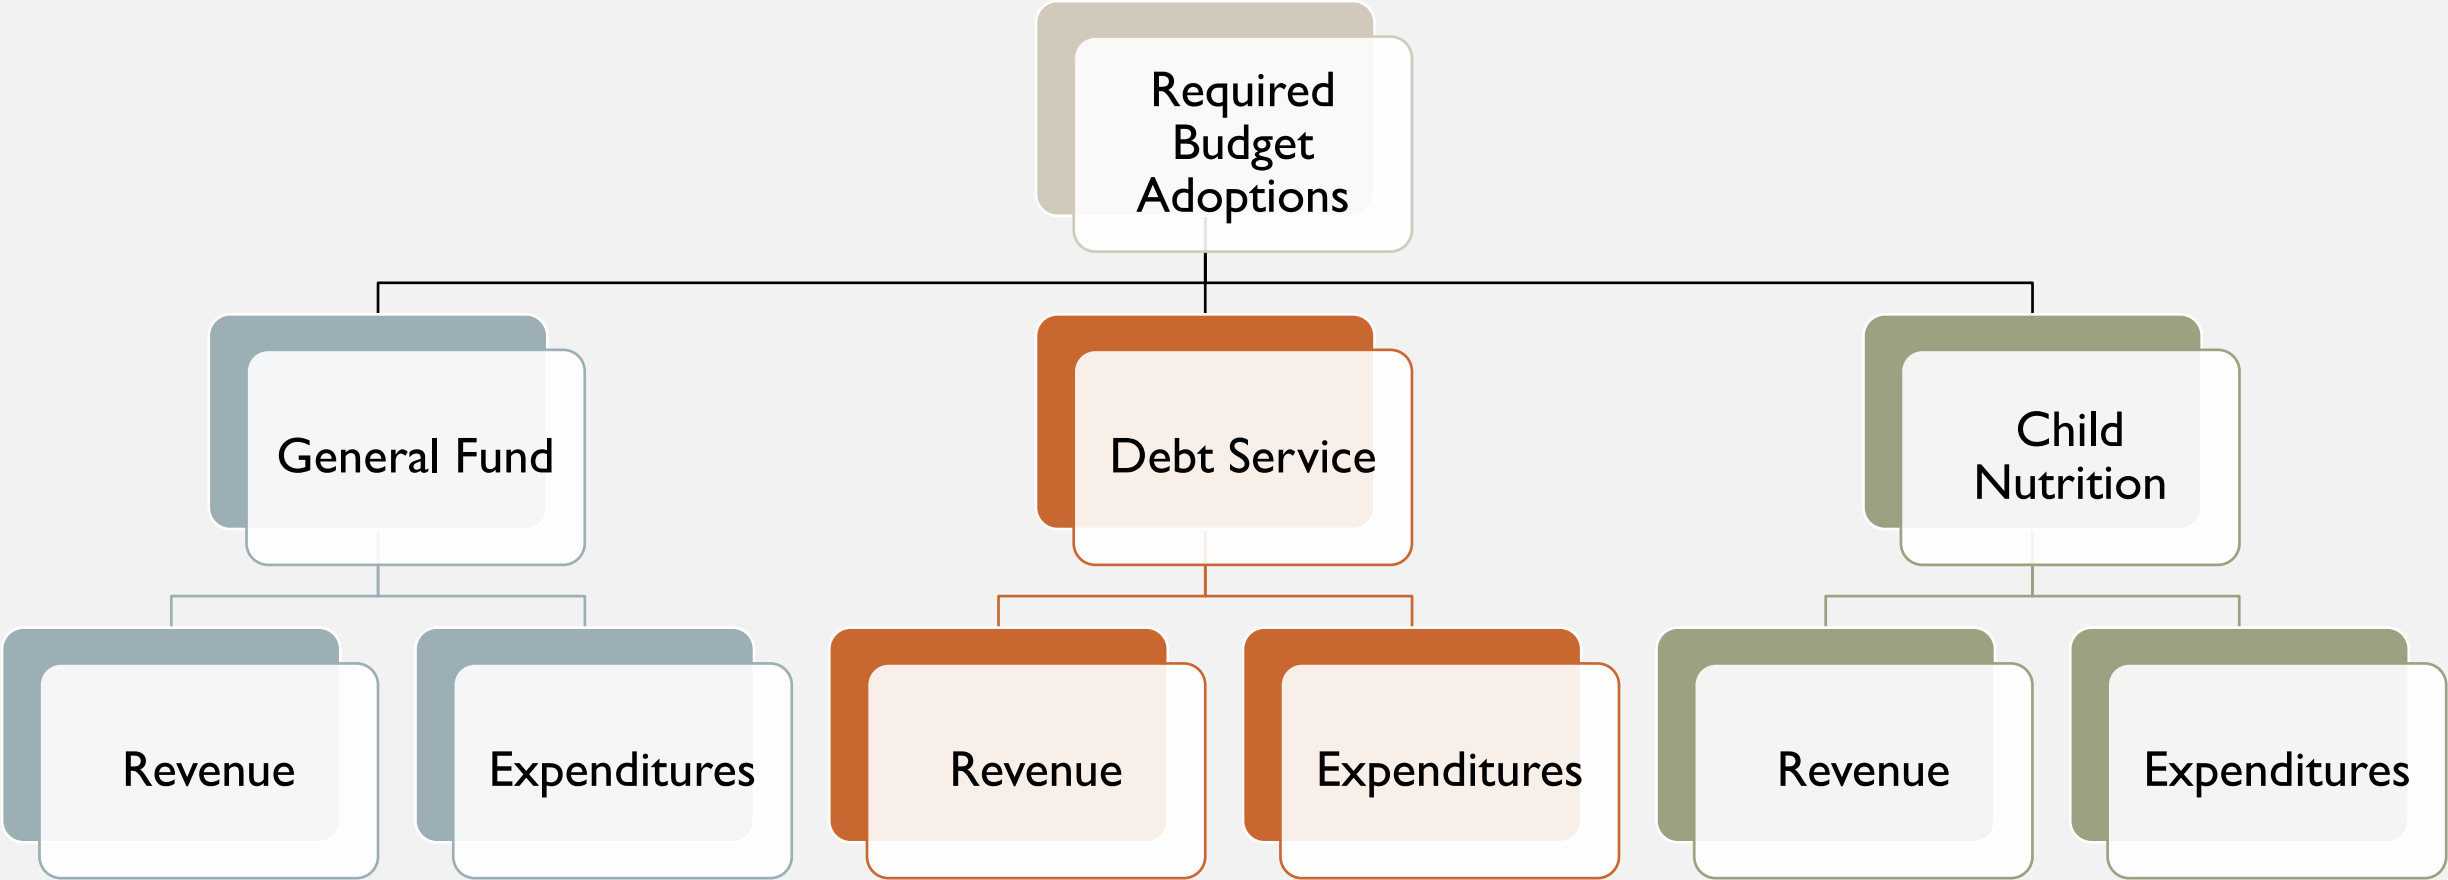 Required
Budget
Adoptions
General Fund
Debt Service
Child
Nutrition
Revenue
Expenditures
Revenue
Expenditures
Revenue
Expenditures